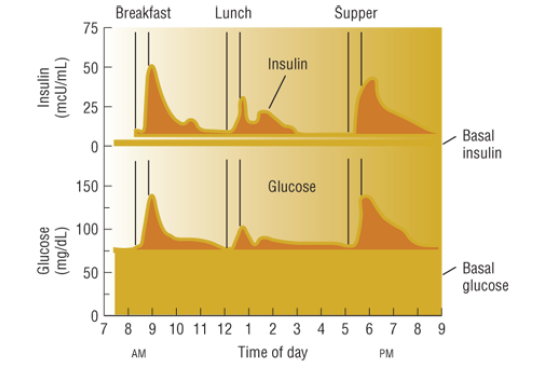 Breakfast Lunch Supper
75
50
25
0
Insulin
(mcU/mL)
Insulin
Basal
insulin
150
100
50
0
Glucose
(mg/dL)
Glucose
Basal
glucose
7 8 9 10 11 12 1 2 3 4 5 6 7 8 9
AM Time of day PM